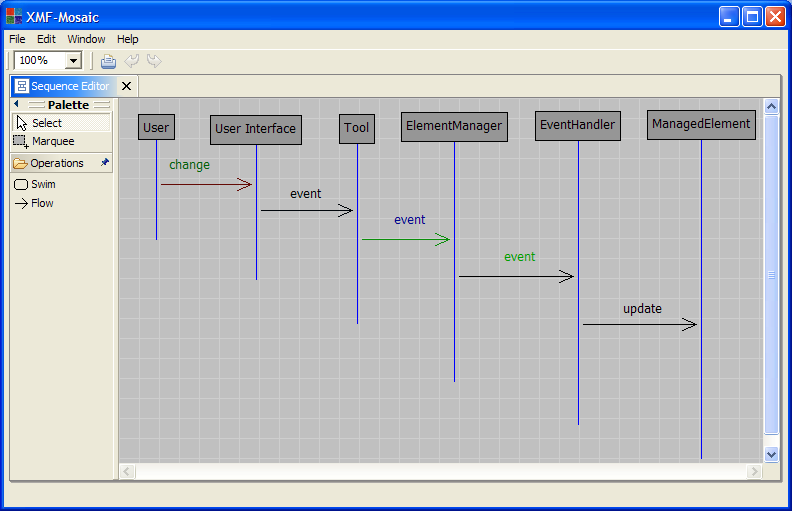 XMF-Mosaic
File Edit Window Help
100%
Sequence Editor
Palette
Select
Marquee
Operations
Swim
Flow
User
User Interface
Tool
ElementManager
EventHandler
ManagedElement
change
event
event
event
update